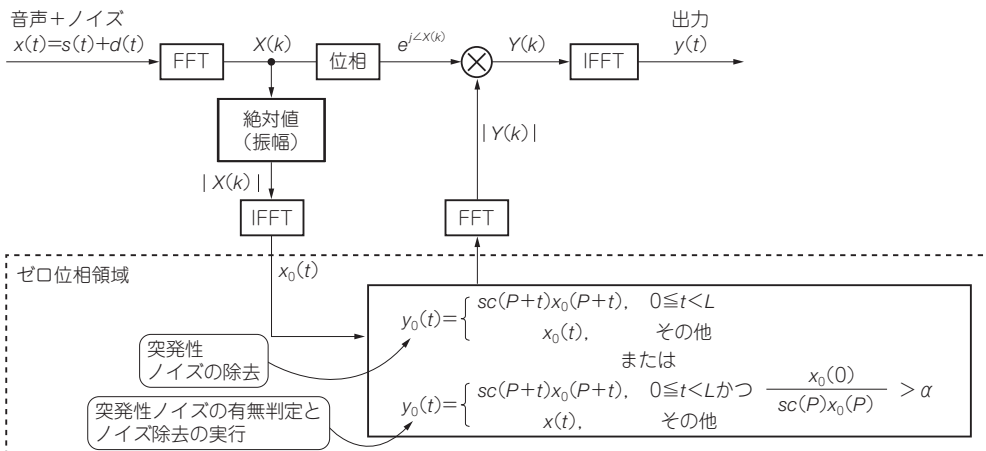 音声+ノイズ
x(t)=s(t)+d(t)
FFT
X(k)
位相
e^{j∠X(k)}
Y(k)
IFFT
出力
y(t)
絶対値
(振幅)
|X(k)|
IFFT
|Y(k)|
FFT
ゼロ位相領域
x₀(t)
y₀(t)={ sc(P+t)x₀(P+t), 0≦t<L
x₀(t), その他
または
y₀(t)={ sc(P+t)x₀(P+t), 0≦t<Lかつ x₀(0)/sc(P)x₀(P) >α
x(t), その他
突発性
ノイズの除去
突発性ノイズの有無判定と
ノイズ除去の実行